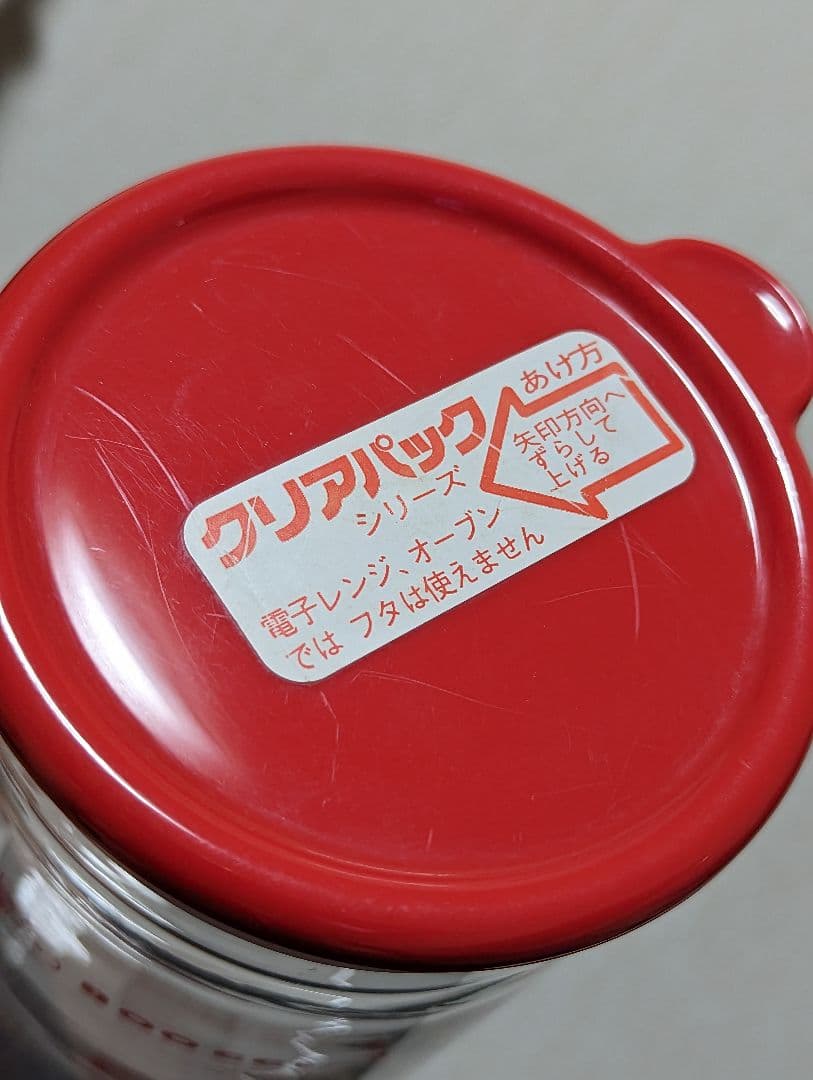 クリアパック
シリーズ
電子レンジ、オーブン
では フタは使えません
あけ方
矢印方向へ
ずらして
上げる